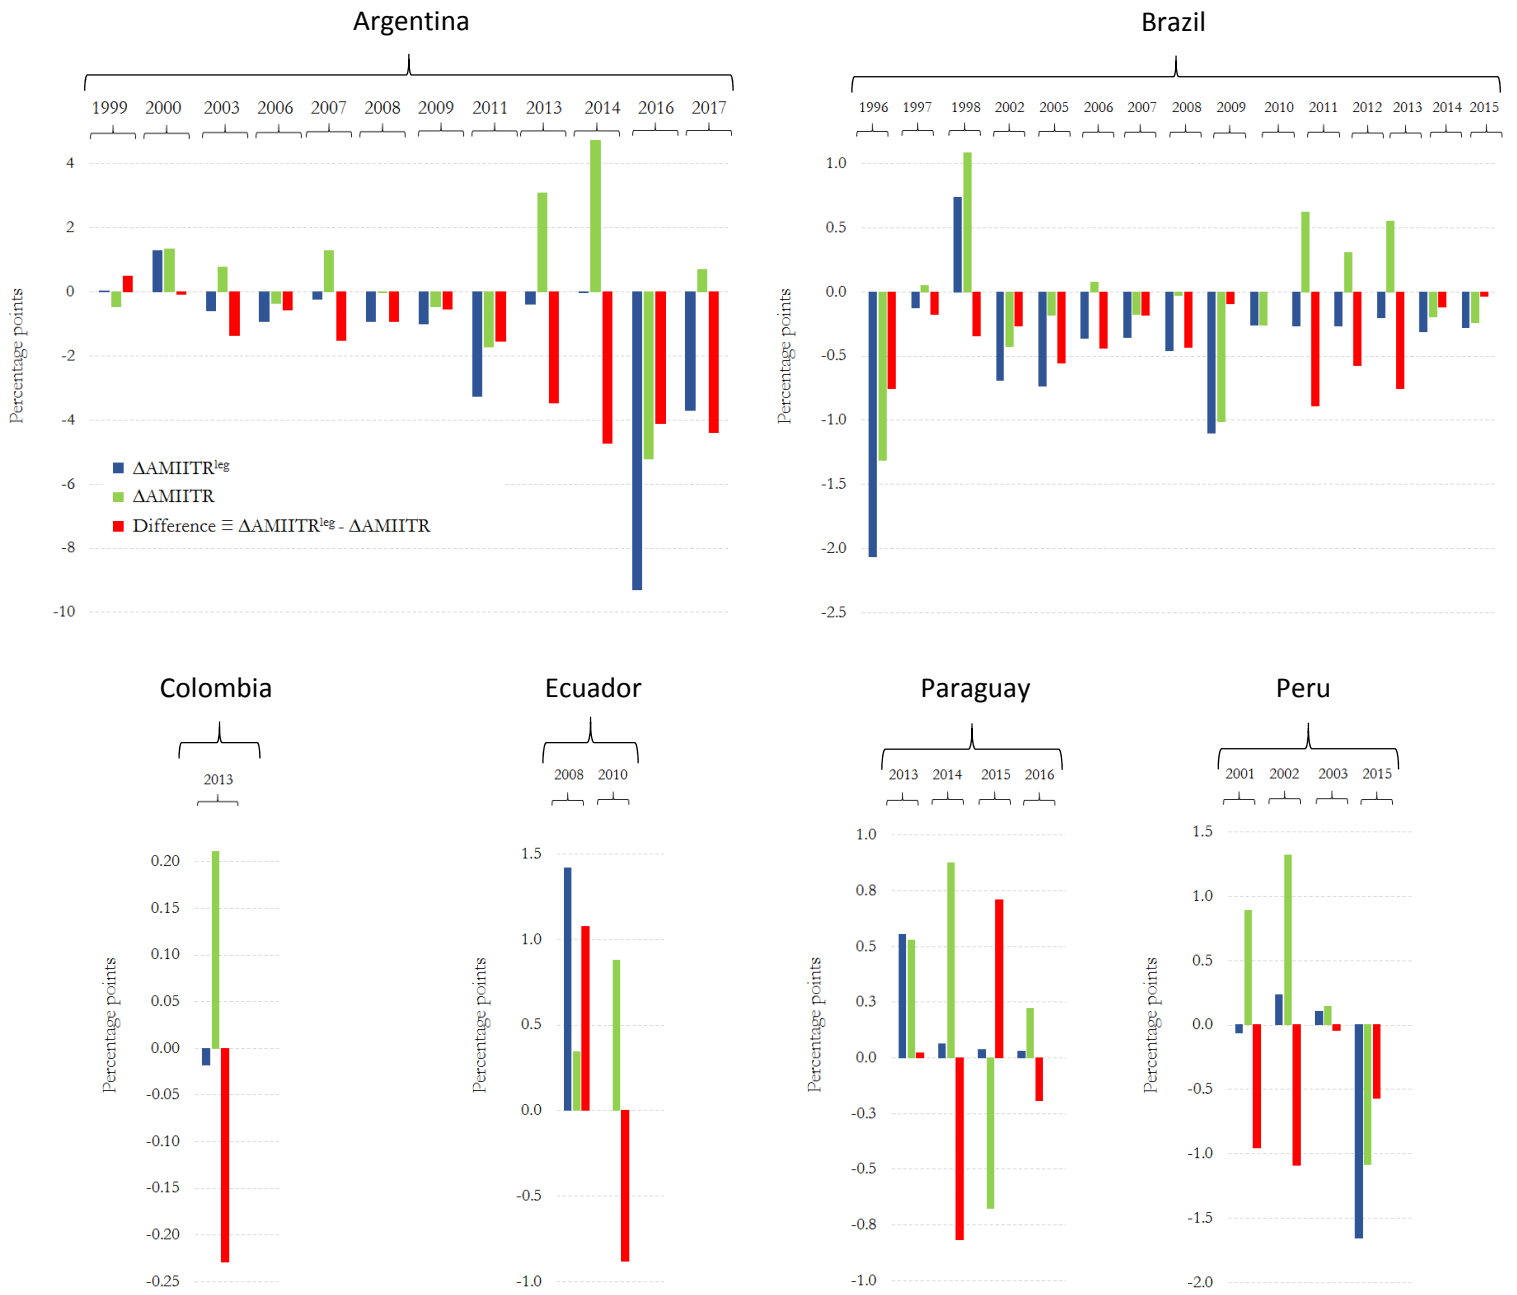 Argentina
1999 2000 2003 2006 2007 2008 2009 2011 2013 2014 2016 2017
4
2
0
-2
-4
-6
-8
-10
Percentage points
ΔAMIITRˡᵉᵍ
ΔAMIITR
Difference ≡ ΔAMIITRˡᵉᵍ - ΔAMIITR
Brazil
1996 1997 1998 2002 2005 2006 2007 2008 2009 2010 2011 2012 2013 2014 2015
1.0
0.5
0.0
-0.5
-1.0
-1.5
-2.0
-2.5
Percentage points
Colombia
2013
0.20
0.15
0.10
0.05
0.00
-0.05
-0.10
-0.15
-0.20
-0.25
Percentage points
Ecuador
2008 2010
1.5
1.0
0.5
0.0
-0.5
-1.0
Percentage points
Paraguay
2013 2014 2015 2016
1.0
0.8
0.5
0.3
0.0
-0.3
-0.5
-0.8
-1.0
Percentage points
Peru
2001 2002 2003 2015
1.5
1.0
0.5
0.0
-0.5
-1.0
-1.5
-2.0
Percentage points